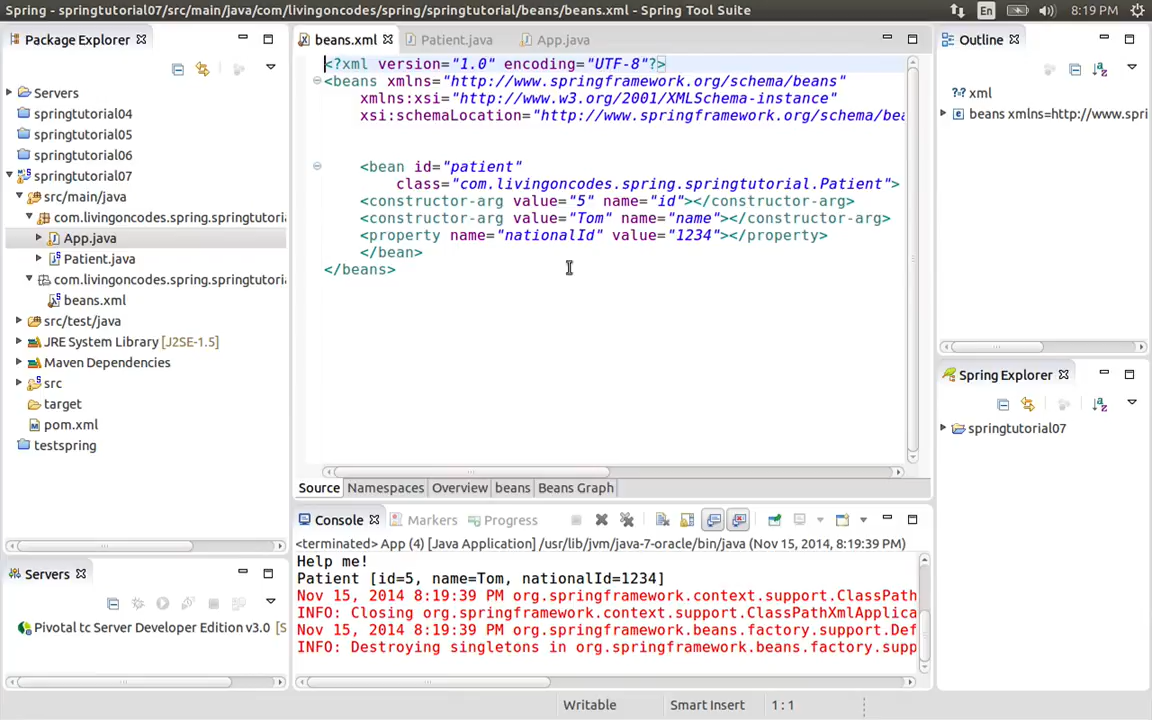 Spring - springtutorial07/src/main/java/com/livingoncodes/spring/springtutorial/beans/beans.xml - Spring Tool Suite
En
8:19 PM
Package Explorer
Servers
springtutorial04
springtutorial05
springtutorial06
springtutorial07
src/main/java
com.livingoncodes.spring.springtutori
App.java
Patient.java
com.livingoncodes.spring.springtutori
beans.xml
src/test/java
JRE System Library [J2SE-1.5]
Maven Dependencies
src
target
pom.xml
testspring
Servers
Pivotal tc Server Developer Edition v3.0 [S
beans.xml Patient.java App.java
<?xml version="1.0" encoding="UTF-8"?>
<beans xmlns="http://www.springframework.org/schema/beans"
xmlns:xsi="http://www.w3.org/2001/XMLSchema-instance"
xsi:schemaLocation="http://www.springframework.org/schema/bea
<bean id="patient"
class="com.livingoncodes.spring.springtutorial.Patient">
<constructor-arg value="5" name="id"></constructor-arg>
<constructor-arg value="Tom" name="name"></constructor-arg>
<property name="nationalId" value="1234"></property>
</bean>
</beans>
Source Namespaces Overview beans Beans Graph
Console Markers Progress
<terminated> App (4) [Java Application] /usr/lib/jvm/java-7-oracle/bin/java (Nov 15, 2014 8:19:39 PM)
Help me!
Patient [id=5, name=Tom, nationalId=1234]
Nov 15, 2014 8:19:39 PM org.springframework.context.support.ClassPath
INFO: Closing org.springframework.context.support.ClassPathXmlApplica
Nov 15, 2014 8:19:39 PM org.springframework.beans.factory.support.Def
INFO: Destroying singletons in org.springframework.beans.factory.supp
Outline
xml
beans xmlns=http://www.spri
Spring Explorer
springtutorial07
Writable Smart Insert 1 : 1